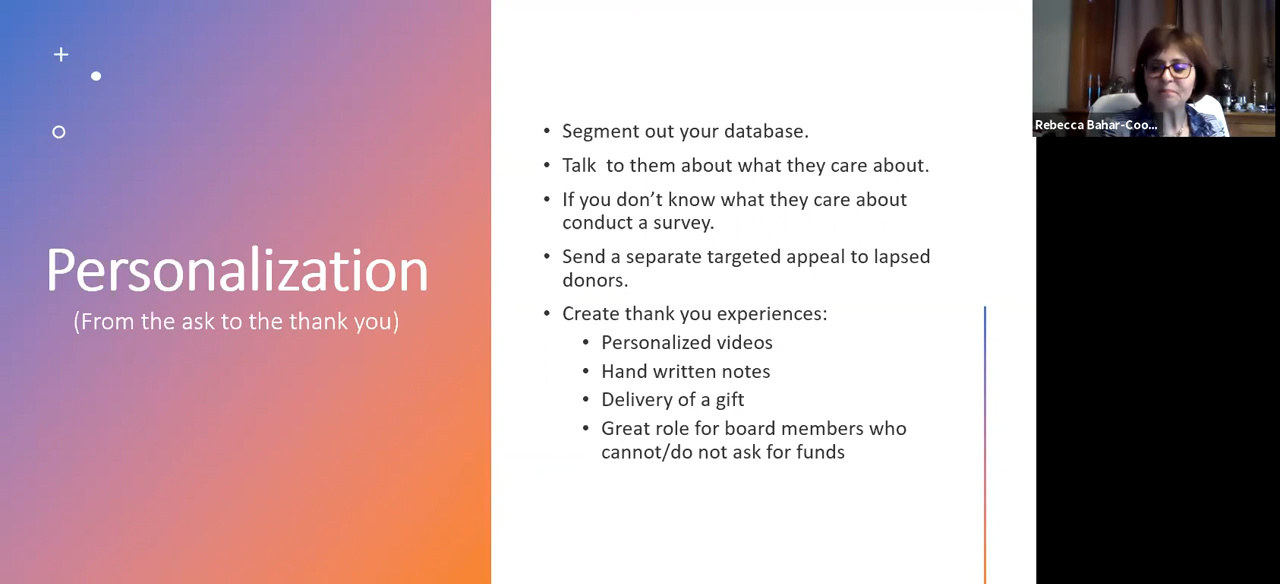 Personalization
(From the ask to the thank you)
• Segment out your database.
• Talk  to them about what they care about.
• If you don’t know what they care about
conduct a survey.
• Send a separate targeted appeal to lapsed
donors.
• Create thank you experiences:
• Personalized videos
• Hand written notes
• Delivery of a gift
• Great role for board members who
cannot/do not ask for funds
Rebecca Bahar-Coo...